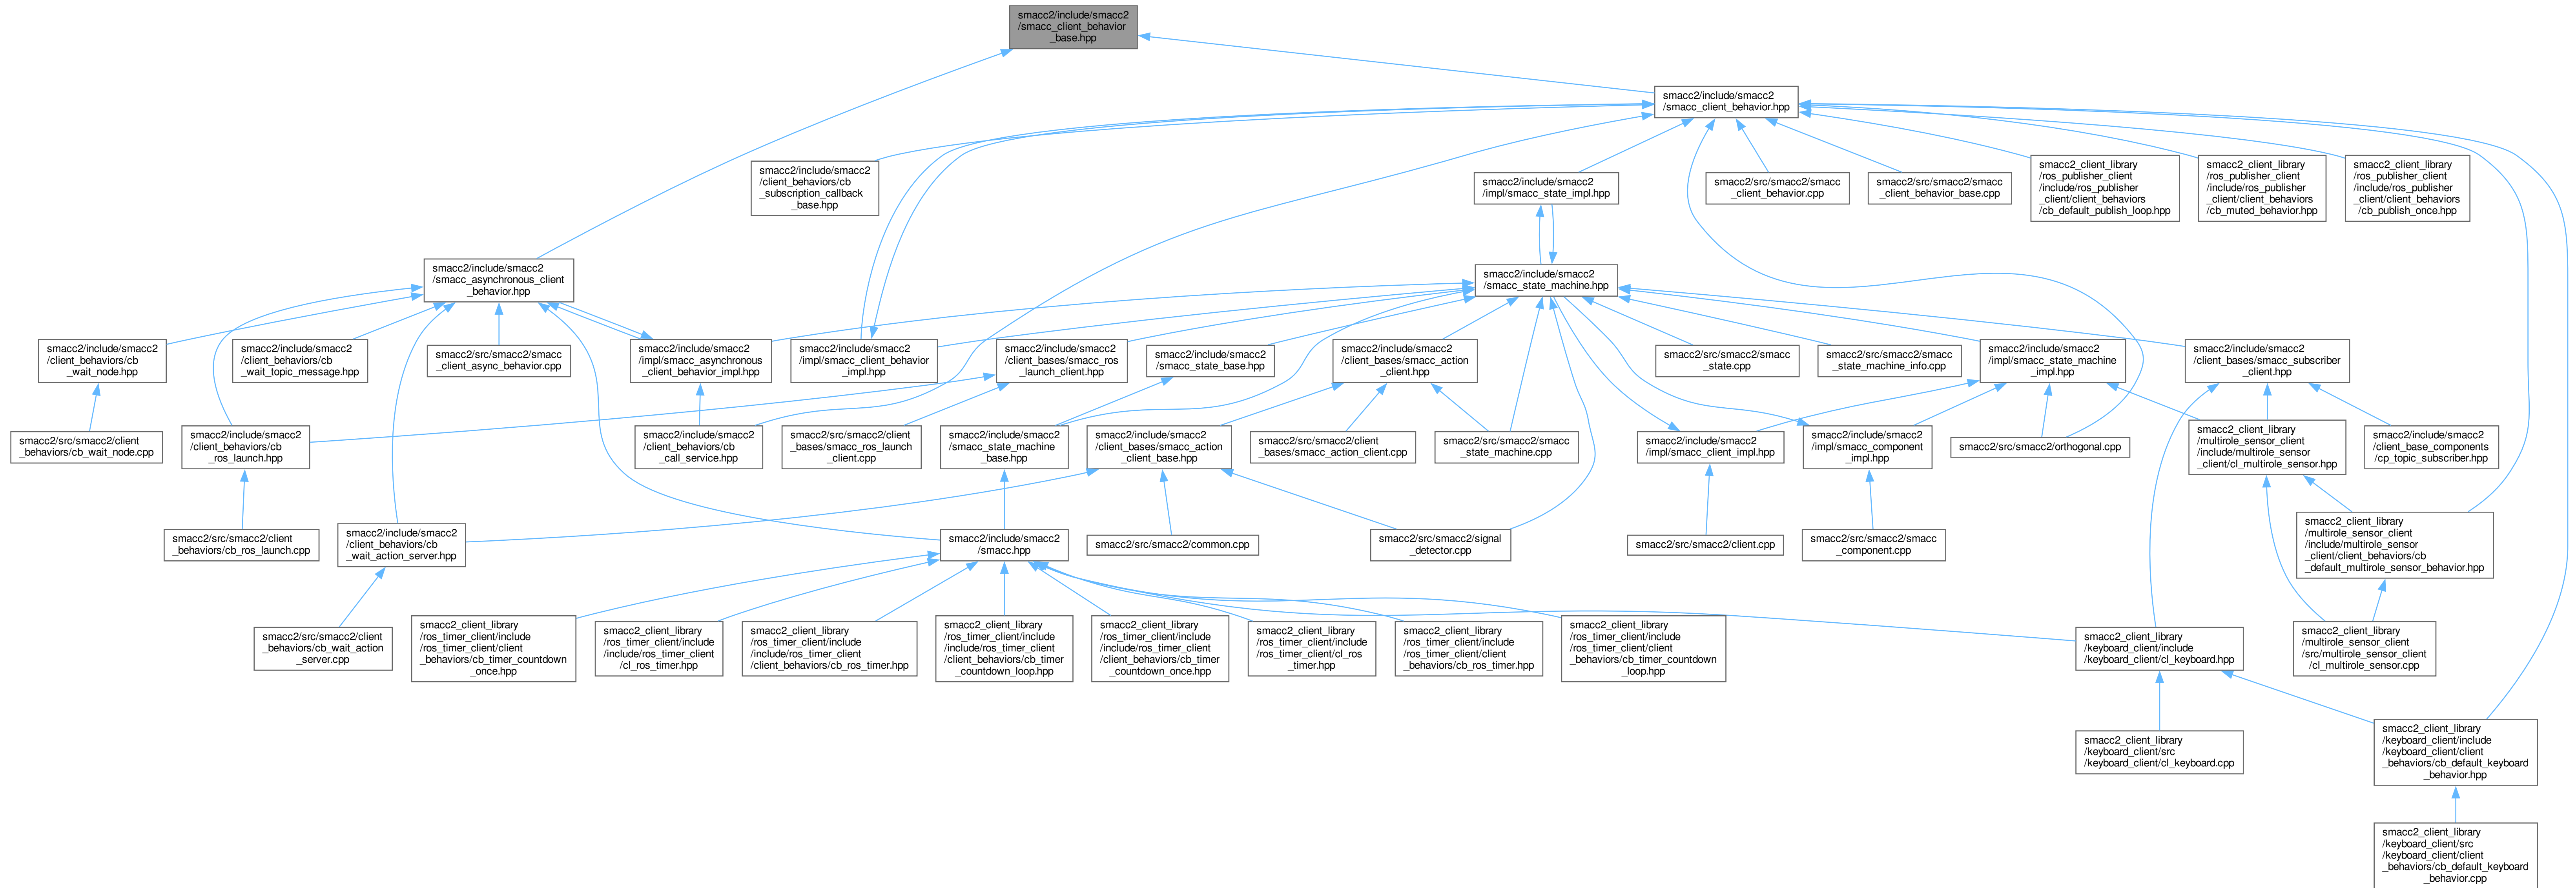 smacc2/include/smacc2
/smacc_client_behavior
_base.hpp
smacc2/include/smacc2
/smacc_client_behavior.hpp
smacc2/include/smacc2
/client_behaviors/cb
_subscription_callback
_base.hpp
smacc2/include/smacc2
/impl/smacc_state_impl.hpp
smacc2/src/smacc2/smacc
_client_behavior.cpp
smacc2/src/smacc2/smacc
_client_behavior_base.cpp
smacc2_client_library
/ros_publisher_client
/include/ros_publisher
_client/client_behaviors
/cb_default_publish_loop.hpp
smacc2_client_library
/ros_publisher_client
/include/ros_publisher
_client/client_behaviors
/cb_muted_behavior.hpp
smacc2_client_library
/ros_publisher_client
/include/ros_publisher
_client/client_behaviors
/cb_publish_once.hpp
smacc2/include/smacc2
/smacc_asynchronous_client
_behavior.hpp
smacc2/include/smacc2
/smacc_state_machine.hpp
smacc2/include/smacc2
/client_behaviors/cb
_wait_node.hpp
smacc2/include/smacc2
/client_behaviors/cb
_wait_topic_message.hpp
smacc2/src/smacc2/smacc
_client_async_behavior.cpp
smacc2/include/smacc2
/impl/smacc_asynchronous
_client_behavior_impl.hpp
smacc2/include/smacc2
/impl/smacc_client_behavior
_impl.hpp
smacc2/include/smacc2
/client_bases/smacc_ros
_launch_client.hpp
smacc2/include/smacc2
/smacc_state_base.hpp
smacc2/include/smacc2
/client_bases/smacc_action
_client.hpp
smacc2/src/smacc2/smacc
_state.cpp
smacc2/src/smacc2/smacc
_state_machine_info.cpp
smacc2/include/smacc2
/impl/smacc_state_machine
_impl.hpp
smacc2/include/smacc2
/client_bases/smacc_subscriber
_client.hpp
smacc2/src/smacc2/client
_behaviors/cb_wait_node.cpp
smacc2/include/smacc2
/client_behaviors/cb
_ros_launch.hpp
smacc2/include/smacc2
/client_behaviors/cb
_call_service.hpp
smacc2/src/smacc2/client
_bases/smacc_ros_launch
_client.cpp
smacc2/include/smacc2
/smacc_state_machine
_base.hpp
smacc2/include/smacc2
/client_bases/smacc_action
_client_base.hpp
smacc2/src/smacc2/client
_bases/smacc_action_client.cpp
smacc2/src/smacc2/smacc
_state_machine.cpp
smacc2/include/smacc2
/impl/smacc_client_impl.hpp
smacc2/include/smacc2
/impl/smacc_component
_impl.hpp
smacc2/src/smacc2/orthogonal.cpp
smacc2_client_library
/multirole_sensor_client
/include/multirole_sensor
_client/cl_multirole_sensor.hpp
smacc2/include/smacc2
/client_base_components
/cp_topic_subscriber.hpp
smacc2/src/smacc2/client
_behaviors/cb_ros_launch.cpp
smacc2/include/smacc2
/client_behaviors/cb
_wait_action_server.hpp
smacc2/include/smacc2
/smacc.hpp
smacc2/src/smacc2/common.cpp
smacc2/src/smacc2/signal
_detector.cpp
smacc2/src/smacc2/client.cpp
smacc2/src/smacc2/smacc
_component.cpp
smacc2_client_library
/multirole_sensor_client
/include/multirole_sensor
_client/client_behaviors/cb
_default_multirole_sensor_behavior.hpp
smacc2/src/smacc2/client
_behaviors/cb_wait_action
_server.cpp
smacc2_client_library
/ros_timer_client/include
/ros_timer_client/client
_behaviors/cb_timer_countdown
_once.hpp
smacc2_client_library
/ros_timer_client/include
/include/ros_timer_client
/cl_ros_timer.hpp
smacc2_client_library
/ros_timer_client/include
/include/ros_timer_client
/client_behaviors/cb_ros_timer.hpp
smacc2_client_library
/ros_timer_client/include
/include/ros_timer_client
/client_behaviors/cb_timer
_countdown_loop.hpp
smacc2_client_library
/ros_timer_client/include
/include/ros_timer_client
/client_behaviors/cb_timer
_countdown_once.hpp
smacc2_client_library
/ros_timer_client/include
/ros_timer_client/cl_ros
_timer.hpp
smacc2_client_library
/ros_timer_client/include
/ros_timer_client/client
_behaviors/cb_ros_timer.hpp
smacc2_client_library
/ros_timer_client/include
/ros_timer_client/client
_behaviors/cb_timer_countdown
_loop.hpp
smacc2_client_library
/keyboard_client/include
/keyboard_client/cl_keyboard.hpp
smacc2_client_library
/multirole_sensor_client
/src/multirole_sensor_client
/cl_multirole_sensor.cpp
smacc2_client_library
/keyboard_client/src
/keyboard_client/cl_keyboard.cpp
smacc2_client_library
/keyboard_client/include
/keyboard_client/client
_behaviors/cb_default_keyboard
_behavior.hpp
smacc2_client_library
/keyboard_client/src
/keyboard_client/client
_behaviors/cb_default_keyboard
_behavior.cpp